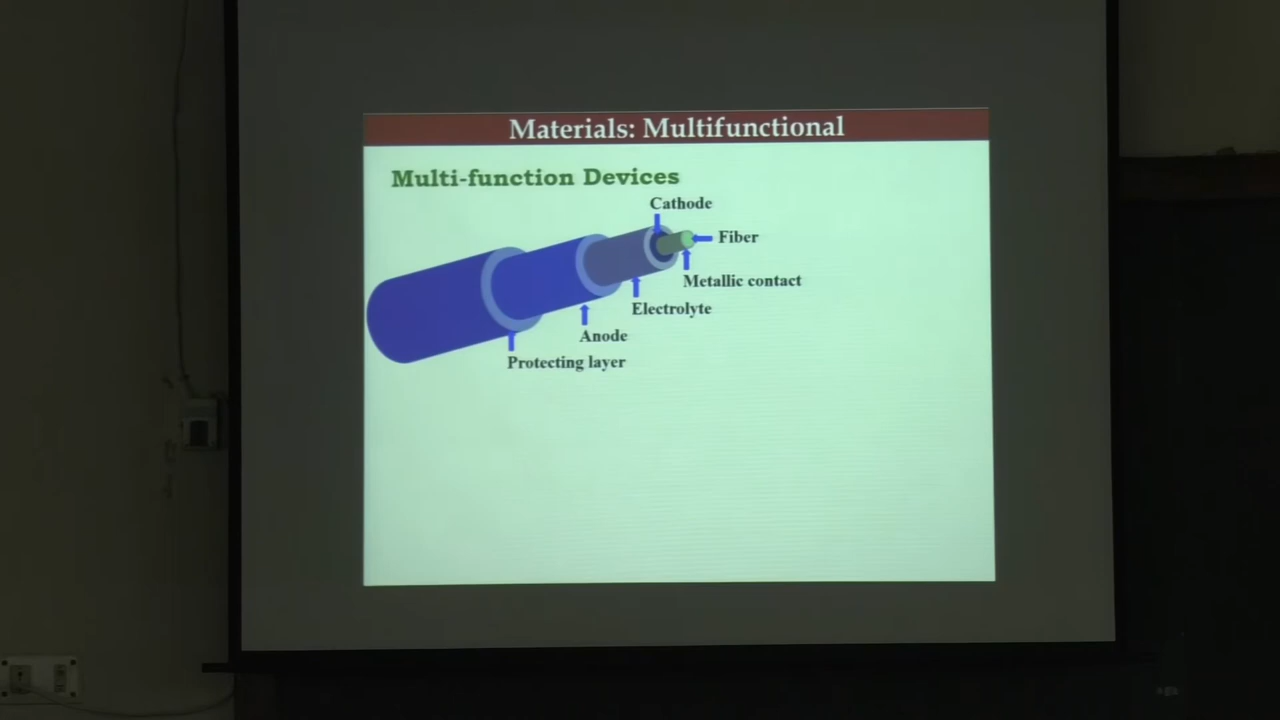 Materials: Multifunctional
Multi-function Devices
Cathode
Fiber
Metallic contact
Electrolyte
Anode
Protecting layer